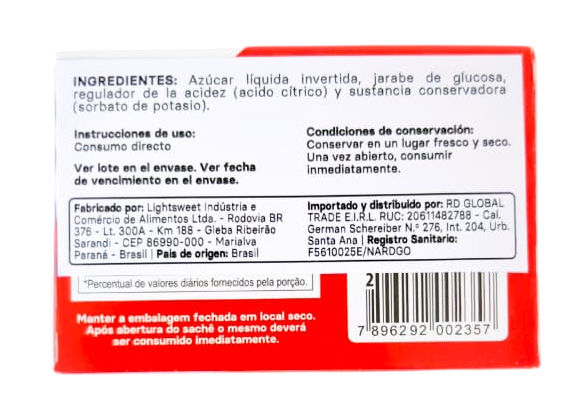 INGREDIENTES: Azúcar líquida invertida, jarabe de glucosa,
regulador de la acidez (acido cítrico) y sustancia conservadora
(sorbato de potasio).
Instrucciones de uso:
Consumo directo
Ver lote en el envase. Ver fecha
de vencimiento en el envase.
Condiciones de conservación:
Conservar en un lugar fresco y seco.
Una vez abierto, consumir
inmediatamente.
Fabricado por: Lightsweet Indústria e
Comércio de Alimentos Ltda. - Rodovia BR
376 - Lt. 300A - Km 188 - Gleba Ribeirão
Sarandi - CEP 86990-000 - Marialva
Paraná - Brasil | Pais de origen: Brasil
Importado y distribuido por: RD GLOBAL
TRADE E.I.R.L. RUC: 20611482788 - Cal.
German Schreiber N.º 276, Int. 204, Urb.
Santa Ana | Registro Sanitario:
F5610025E/NARDGO
*Percentual de valores diários fornecidos pela porção.
Manter a embalagem fechada em local seco.
Após abertura do sachê o mesmo deverá
ser consumido imediatamente.
2
7 896292 002357